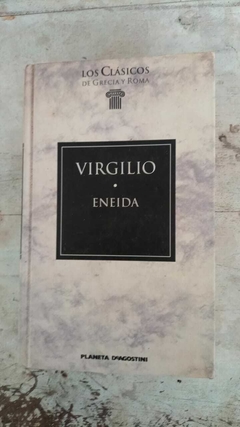 LOS CLÁSICOS
DE GRECIA Y ROMA
VIRGILIO
•
ENEIDA
PLANETA DEAGOSTINI